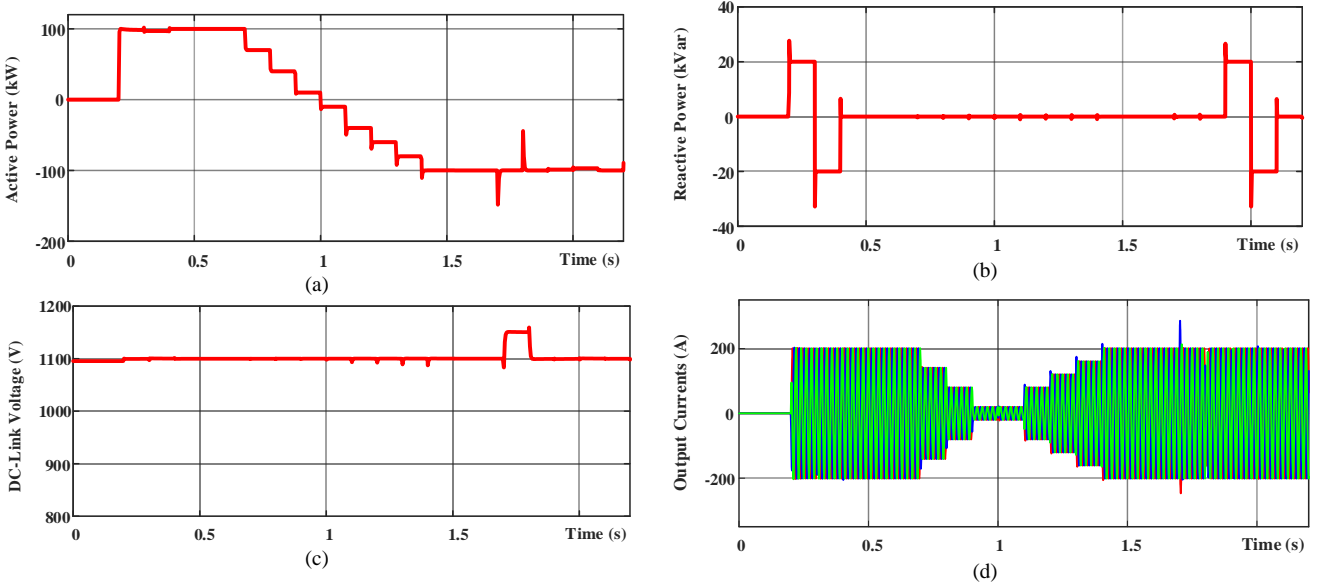 100
0
-100
-200
Active Power (kW)
0
0.5
1
1.5
Time (s)
(a)
40
20
0
-20
-40
Reactive Power (kVar)
0
0.5
1
1.5
Time (s)
(b)
1200
1100
1000
900
800
DC-Link Voltage (V)
0
0.5
1
1.5
Time (s)
(c)
200
0
-200
Output Currents (A)
0
0.5
1
1.5
Time (s)
(d)